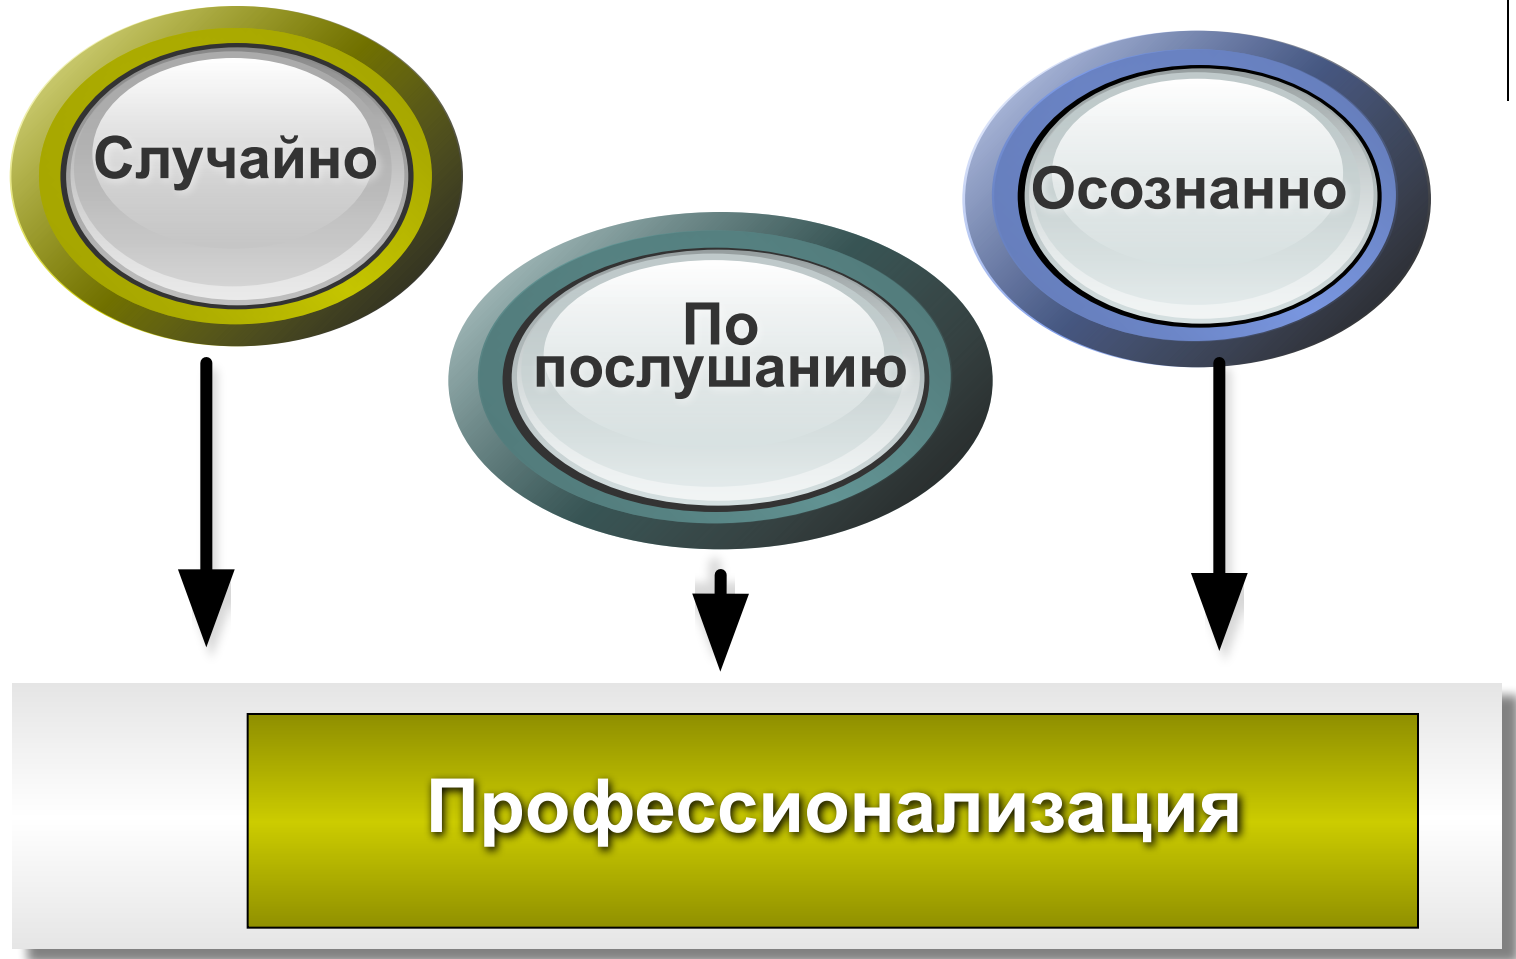 Случайно
Осознанно
По
послушанию
Профессионализация